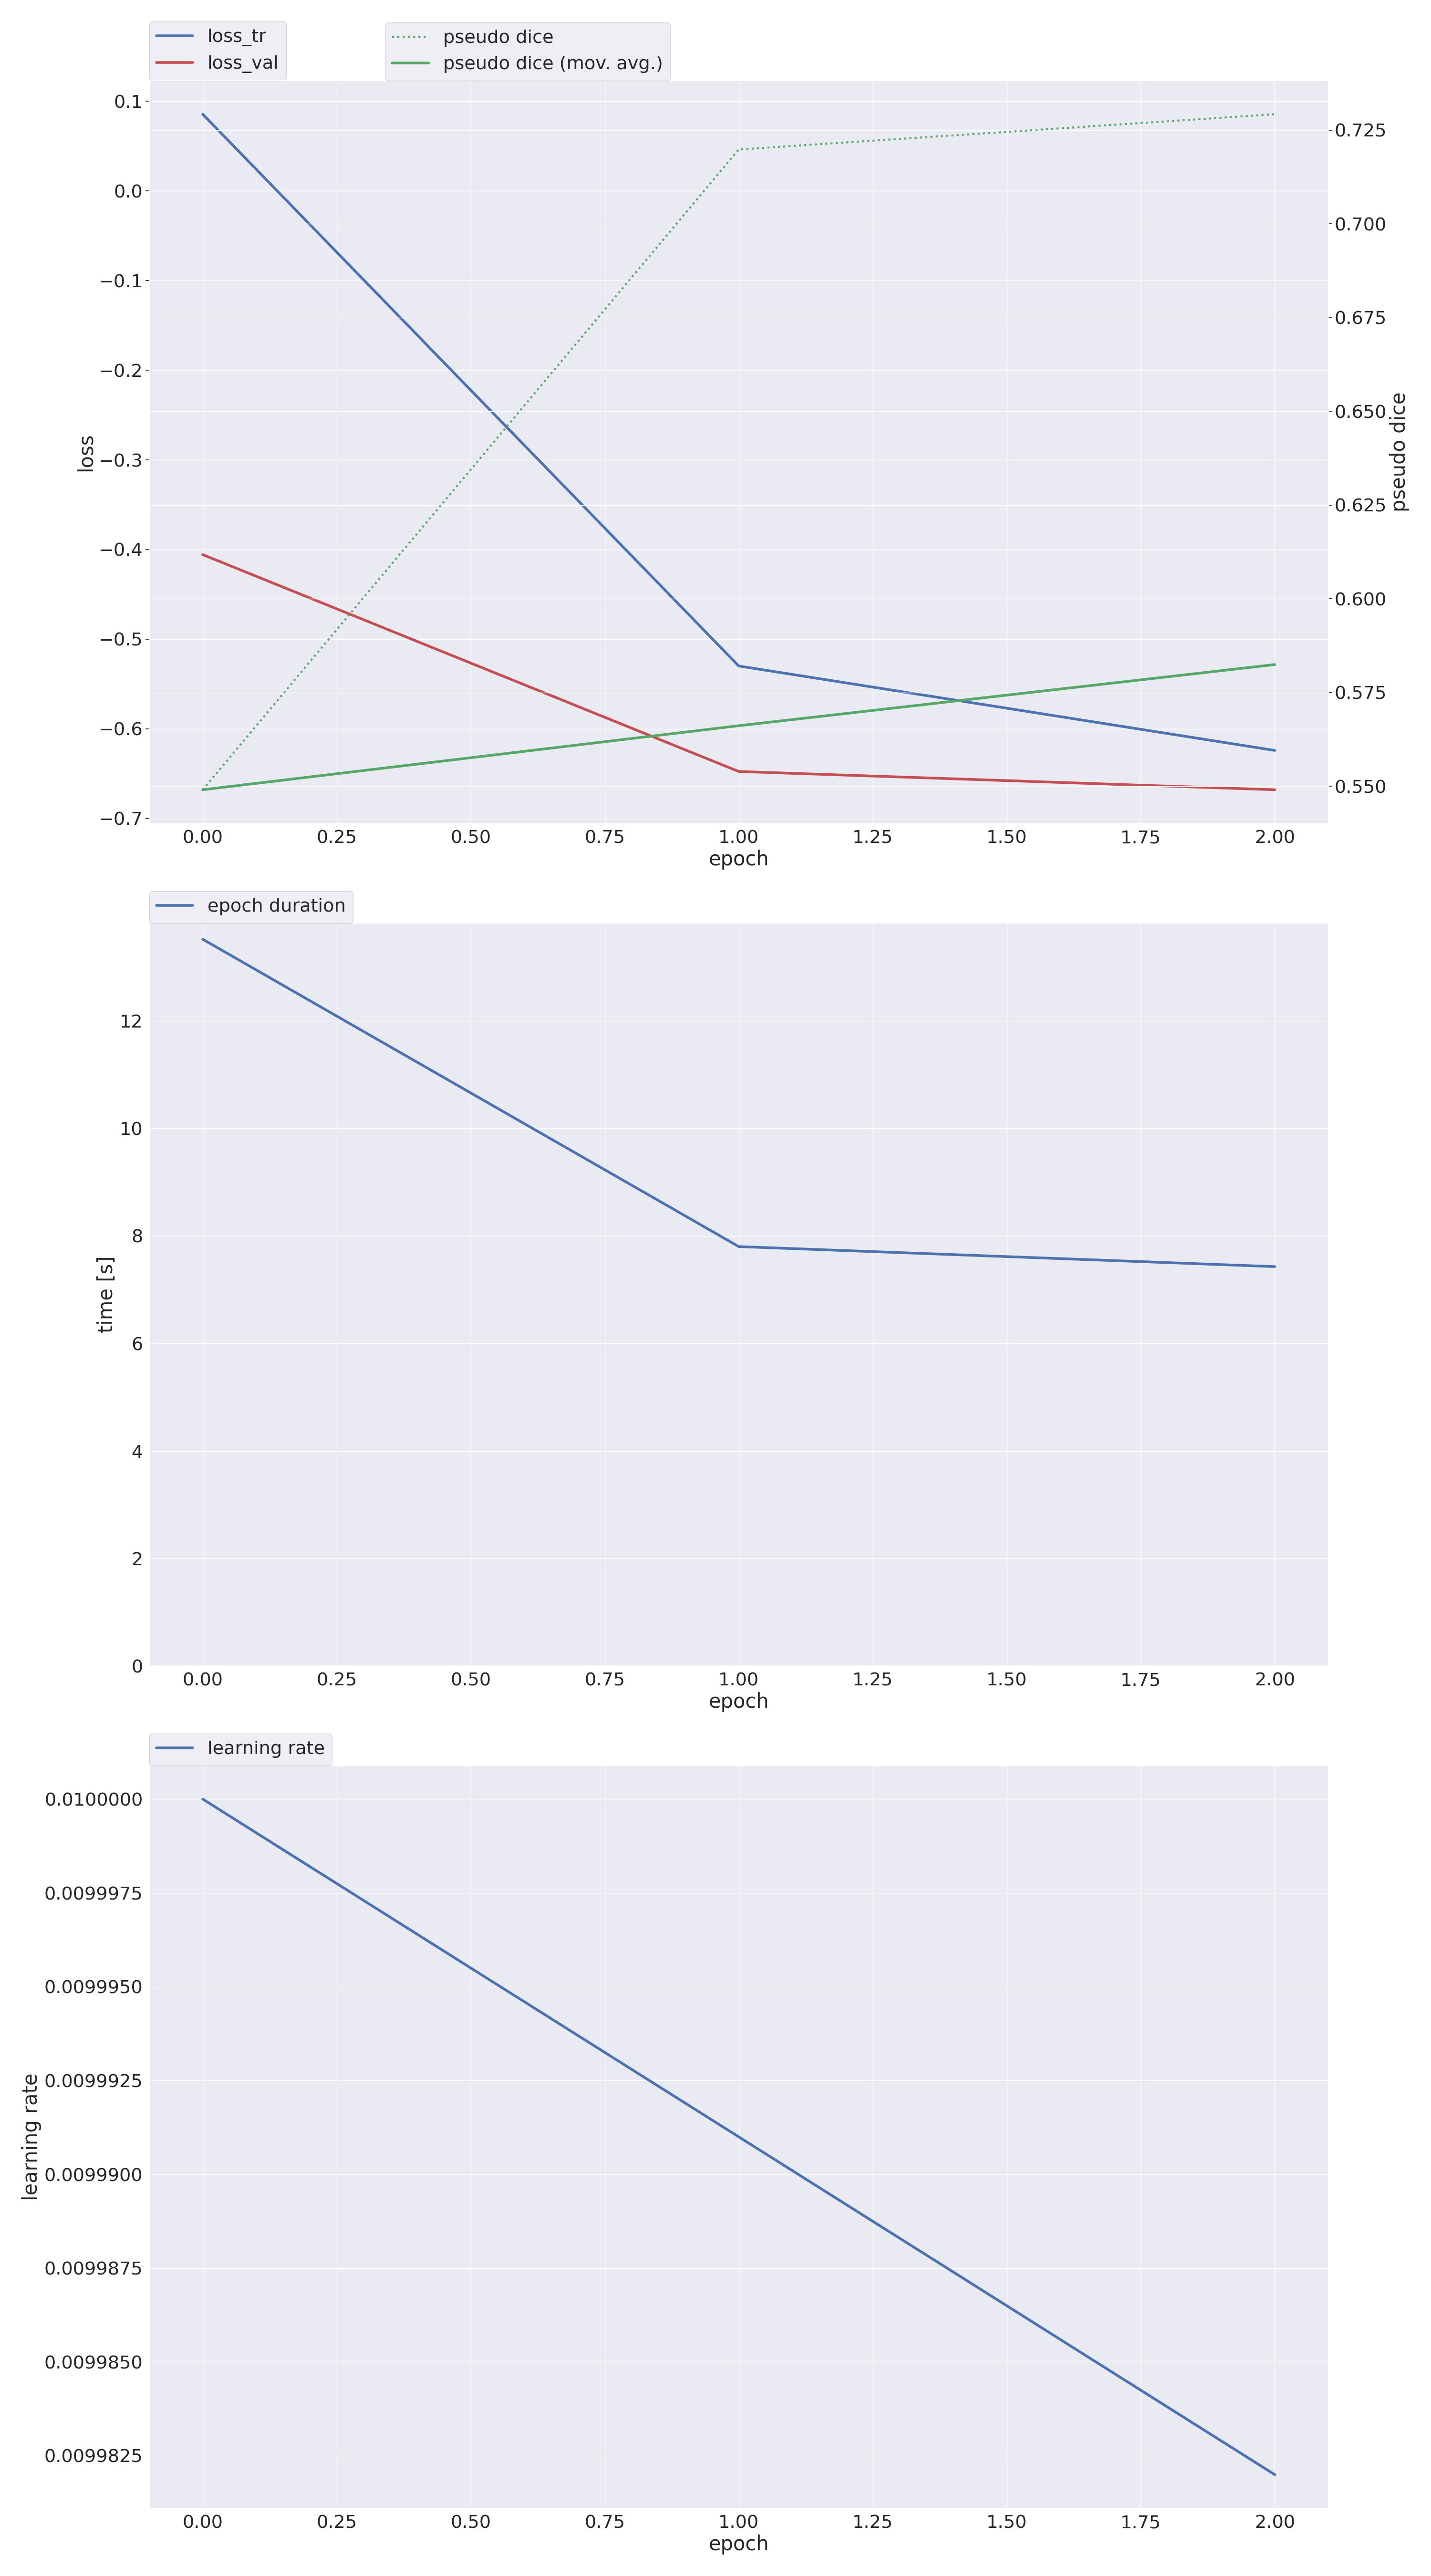 loss_tr
loss_val
pseudo dice
pseudo dice (mov. avg.)
0.1
0.0
−0.1
−0.2
−0.3
−0.4
−0.5
−0.6
−0.7
loss
0.725
0.700
0.675
0.650
0.625
0.600
0.575
0.550
pseudo dice
0.00 0.25 0.50 0.75 1.00 1.25 1.50 1.75 2.00
epoch
epoch duration
12
10
8
6
4
2
0
time [s]
0.00 0.25 0.50 0.75 1.00 1.25 1.50 1.75 2.00
epoch
learning rate
0.0100000
0.0099975
0.0099950
0.0099925
0.0099900
0.0099875
0.0099850
0.0099825
learning rate
0.00 0.25 0.50 0.75 1.00 1.25 1.50 1.75 2.00
epoch